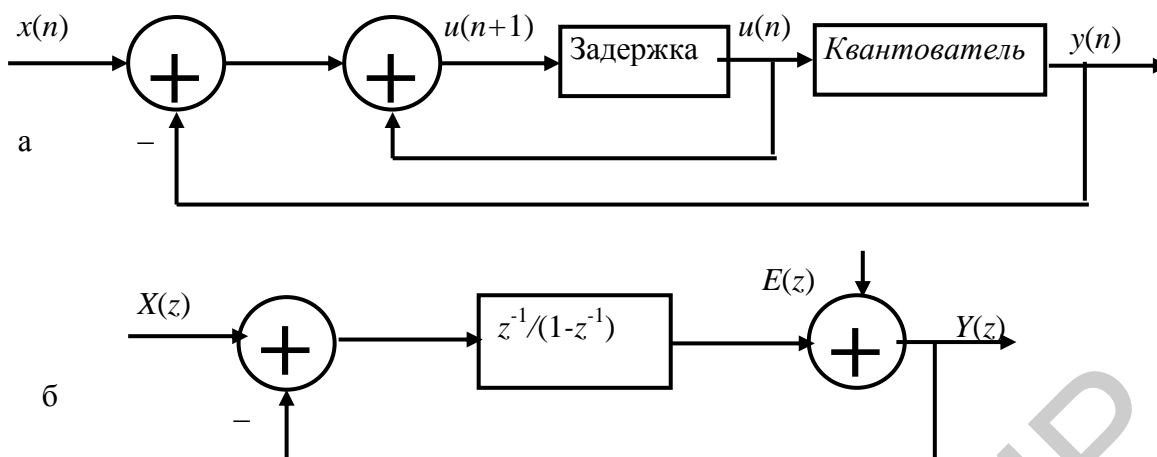 x(n) u(n+1) Задержка u(n) Квантователь y(n)
+ +
а –
X(z) z⁻¹/(1-z⁻¹) E(z) Y(z)
+ +
б –